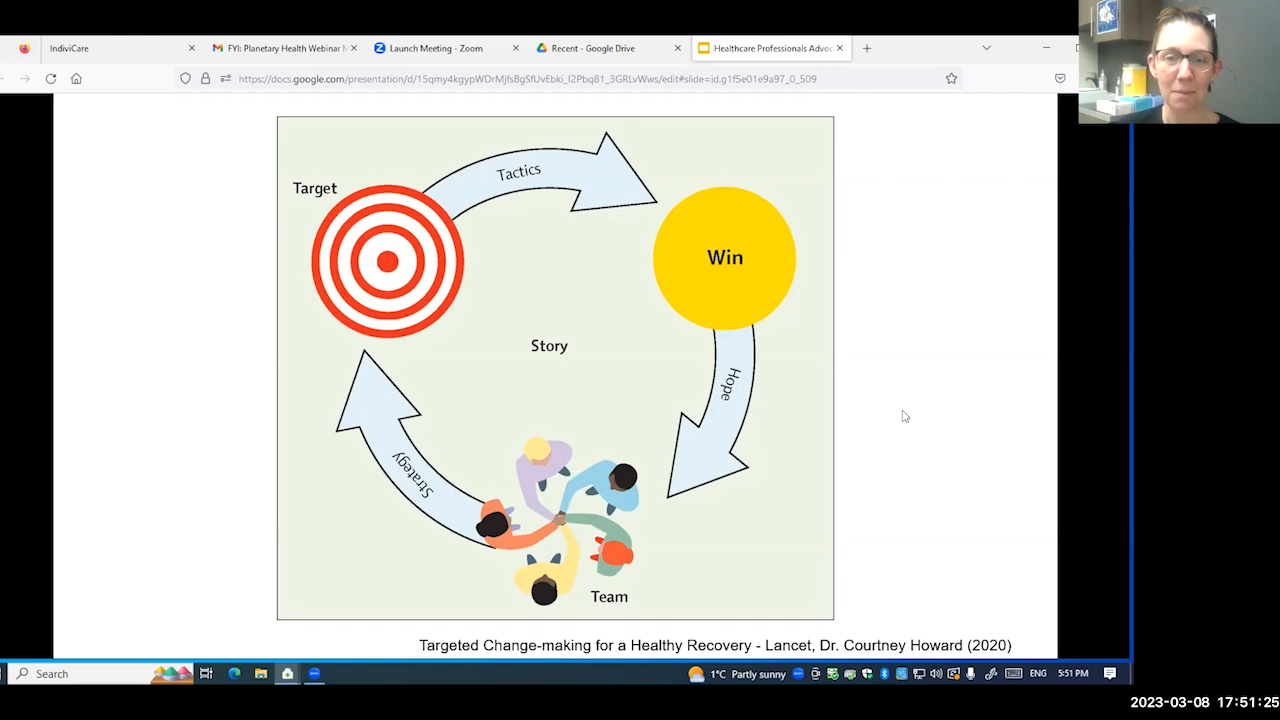 IndiviCare
FYI: Planetary Health Webinar
Launch Meeting - Zoom
Recent - Google Drive
Healthcare Professionals Advoc
https://docs.google.com/presentation/d/15qmy4kgypWDrMjfsBgSfUvEbki_I2Pbq81_3GRLvWws/edit#slide=id.g1f5e01e9a97_0_509
Tactics
Target
Win
Story
Hope
Strategy
Team
Targeted Change-making for a Healthy Recovery - Lancet, Dr. Courtney Howard (2020)
Search
1°C Partly sunny
ENG
5:51 PM
2023-03-08 17:51:25